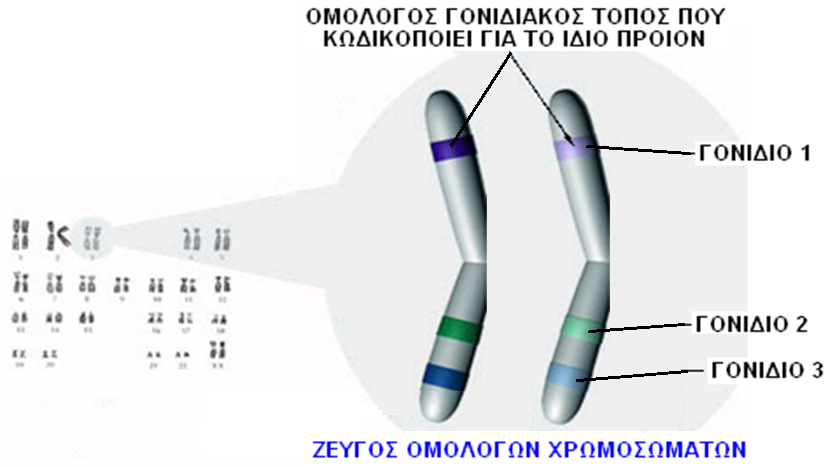 ΟΜΟΛΟΓΟΣ ΓΟΝΙΔΙΑΚΟΣ ΤΟΠΟΣ ΠΟΥ
ΚΩΔΙΚΟΠΟΙΕΙ ΓΙΑ ΤΟ ΙΔΙΟ ΠΡΟΙΟΝ
ΓΟΝΙΔΙΟ 1
ΓΟΝΙΔΙΟ 2
ΓΟΝΙΔΙΟ 3
ΖΕΥΓΟΣ ΟΜΟΛΟΓΩΝ ΧΡΩΜΟΣΩΜΑΤΩΝ